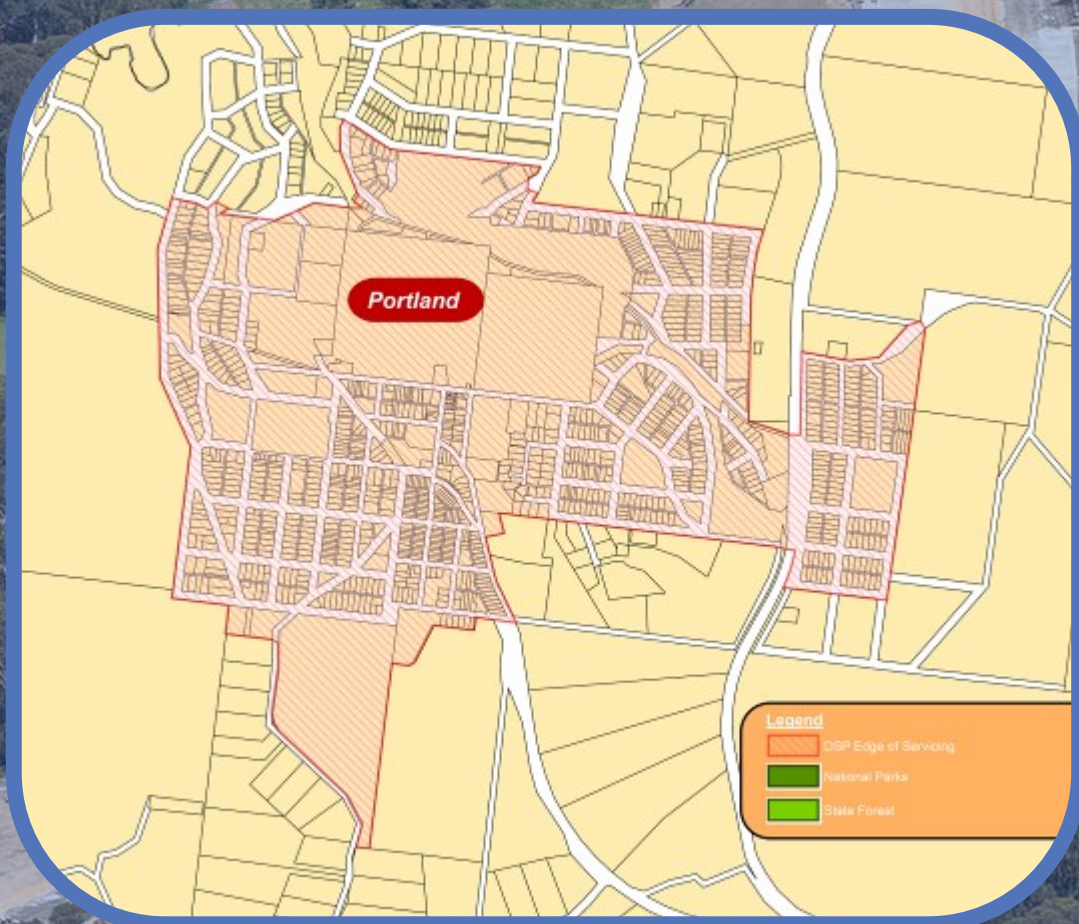 Portland
Legend
DSP Edge of Servicing
National Parks
State Forest